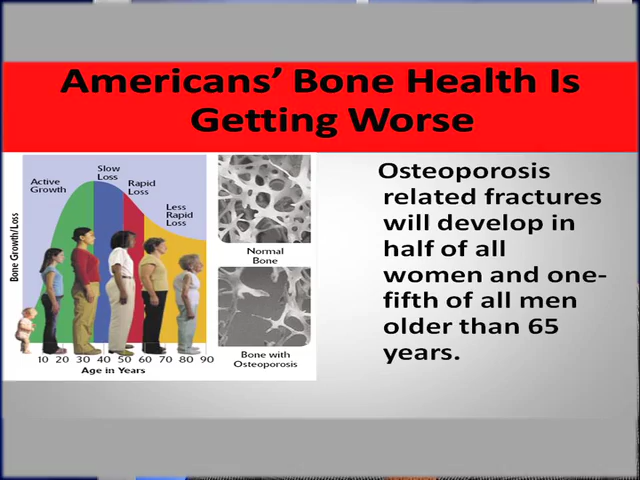 Americans’ Bone Health Is
Getting Worse
Active
Growth
Slow
Loss
Rapid
Loss
Less
Rapid
Loss
Bone Growth/Loss
10 20 30 40 50 60 70 80 90
Age in Years
Normal
Bone
Bone with
Osteoporosis
Osteoporosis
related fractures
will develop in
half of all
women and one-
fifth of all men
older than 65
years.